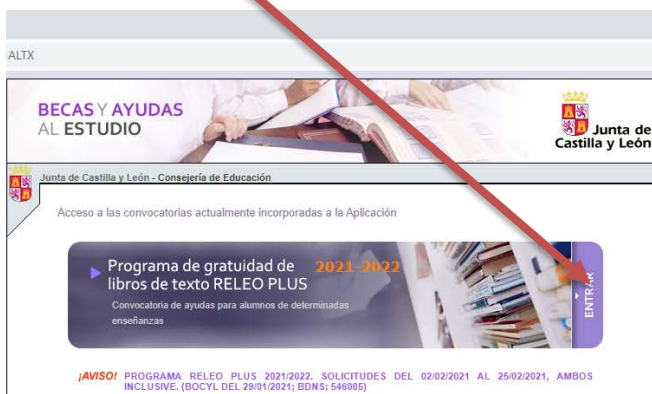 ALTX
BECAS Y AYUDAS
AL ESTUDIO
Junta de
Castilla y León
Junta de Castilla y León - Consejería de Educación
Acceso a las convocatorias actualmente incorporadas a la Aplicación
Programa de gratuidad de 2021-2022
libros de texto RELEO PLUS
Convocatoria de ayudas para alumnos de determinadas
enseñanzas
ENTRAR
¡AVISO! PROGRAMA RELEO PLUS 2021/2022. SOLICITUDES DEL 02/02/2021 AL 25/02/2021, AMBOS
INCLUSIVE. (BOCYL DEL 29/01/2021; BDNS: 546005)